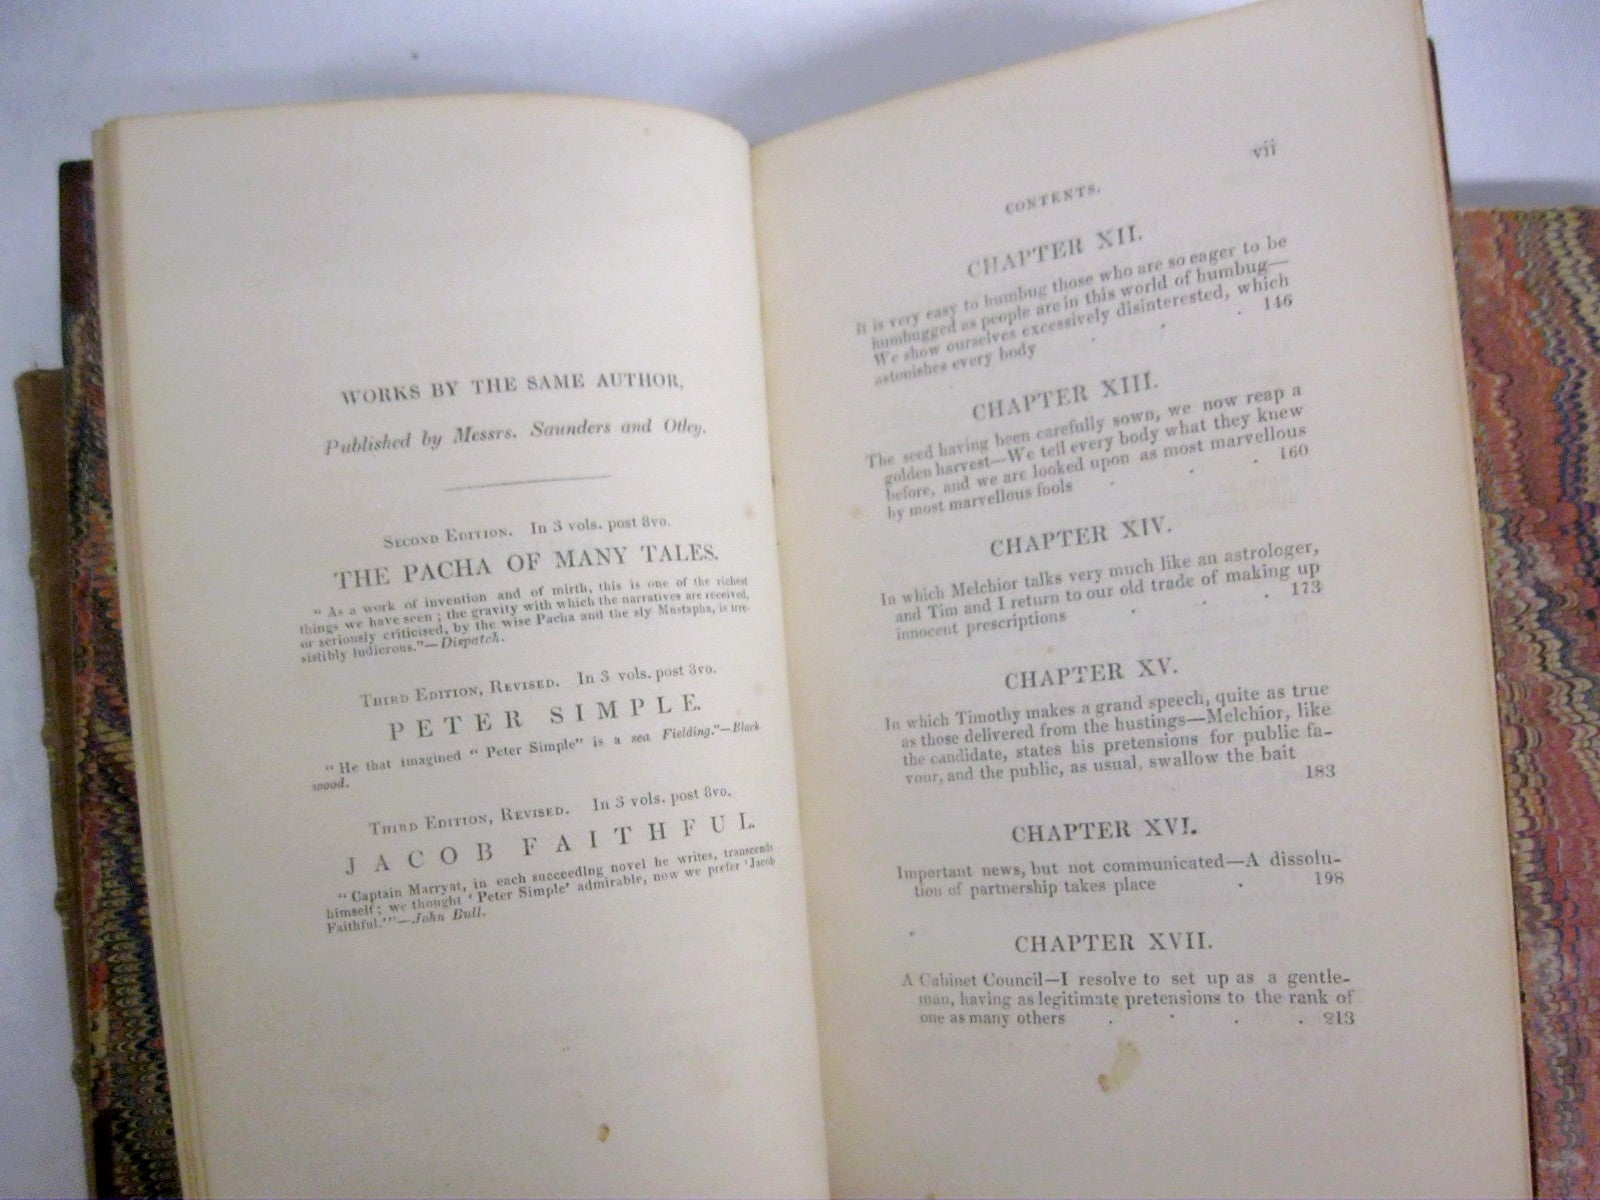 WORKS BY THE SAME AUTHOR,
Published by Messrs. Saunders and Otley.
SECOND EDITION. In 3 vols. post 8vo.
THE PACHA OF MANY TALES.
" As a work of invention and of mirth, this is one of the richest
things we have seen ; the gravity with which the narratives are received,
or seriously criticised, by the wise Pacha and the sly Mustapha, is irre-
sistibly ludicrous."—Dispatch.
THIRD EDITION, REVISED. In 3 vols. post 8vo.
PETER SIMPLE.
" He that imagined " Peter Simple" is a sea Fielding."—Black-
wood.
THIRD EDITION, REVISED. In 3 vols. post 8vo.
JACOB FAITHFUL
" Captain Marryat, in each succeeding novel he writes, transcends
himself ; we thought ' Peter Simple' admirable, now we prefer 'Jacob
Faithful.'"—John Bull.
vii
CONTENTS.
CHAPTER XII.
It is very easy to humbug those who are so eager to be
humbugged as people are in this world of humbug—
We show ourselves excessively disinterested, which
astonishes every body . . . 146
CHAPTER XIII.
The seed having been carefully sown, we now reap a
golden harvest—We tell every body what they knew
before, and we are looked upon as most marvellous
by most marvellous fools . . . 160
CHAPTER XIV.
In which Melchior talks very much like an astrologer,
and Tim and I return to our old trade of making up
innocent prescriptions . . . 173
CHAPTER XV.
In which Timothy makes a grand speech, quite as true
as those delivered from the hustings—Melchior, like
the candidate, states his pretensions for public fa-
vour, and the public, as usual, swallow the bait
183
CHAPTER XVI.
Important news, but not communicated—A dissolu-
tion of partnership takes place . 198
CHAPTER XVII.
A Cabinet Council—I resolve to set up as a gentle-
man, having as legitimate pretensions to the rank of
one as many others . . . . 213